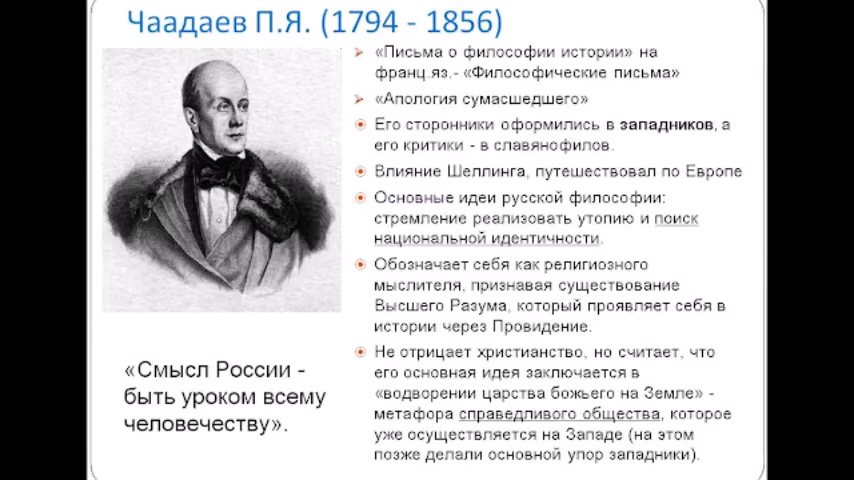 Чаадаев П.Я. (1794 - 1856)
«Письма о философии истории» на
франц.яз.- «Философические письма»
«Апология сумасшедшего»
Его сторонники оформились в западников, а
его критики - в славянофилов.
Влияние Шеллинга, путешествовал по Европе
Основные идеи русской философии:
стремление реализовать утопию и поиск
национальной идентичности.
Обозначает себя как религиозного
мыслителя, признавая существование
Высшего Разума, который проявляет себя в
истории через Провидение.
Не отрицает христианство, но считает, что
его основная идея заключается в
«водворении царства божьего на Земле» -
метафора справедливого общества, которое
уже осуществляется на Западе (на этом
позже делали основной упор западники).
«Смысл России -
быть уроком всему
человечеству».